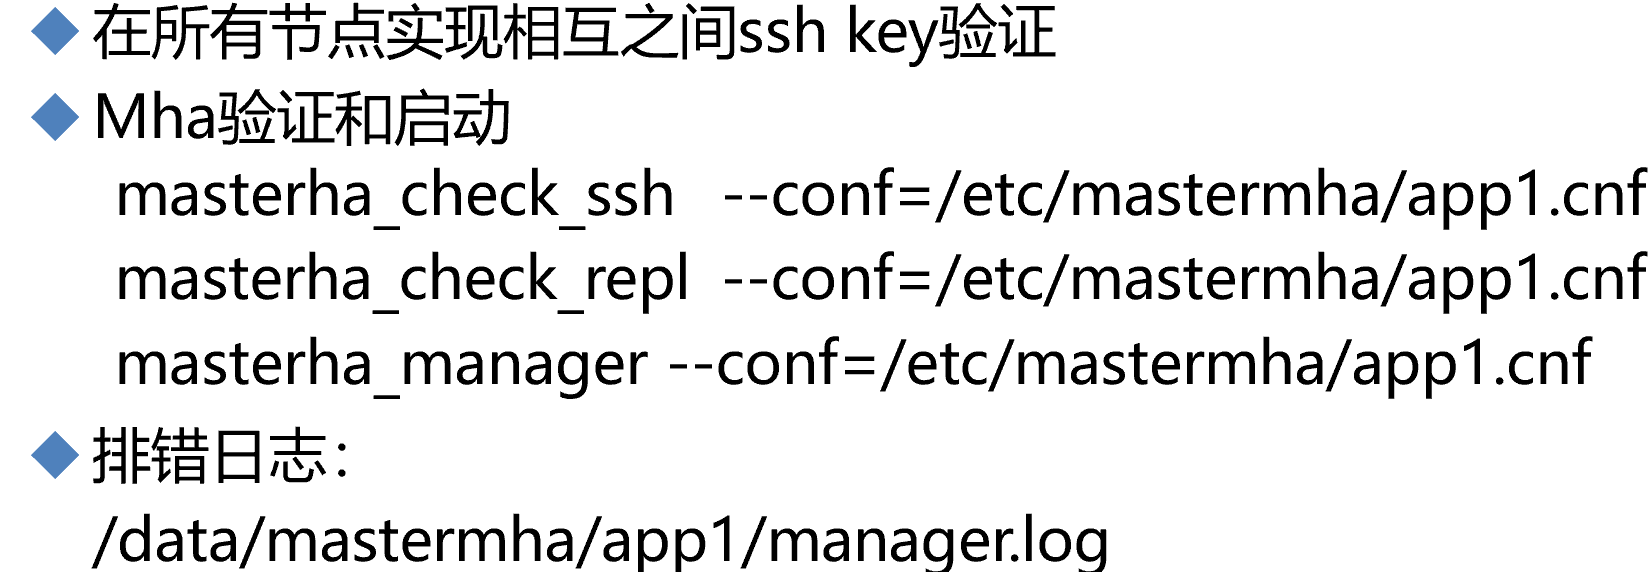 在所有节点实现相互之间ssh key验证
Mha验证和启动
masterha_check_ssh --conf=/etc/mastermha/app1.cnf
masterha_check_repl --conf=/etc/mastermha/app1.cnf
masterha_manager --conf=/etc/mastermha/app1.cnf
排错日志：
/data/mastermha/app1/manager.log